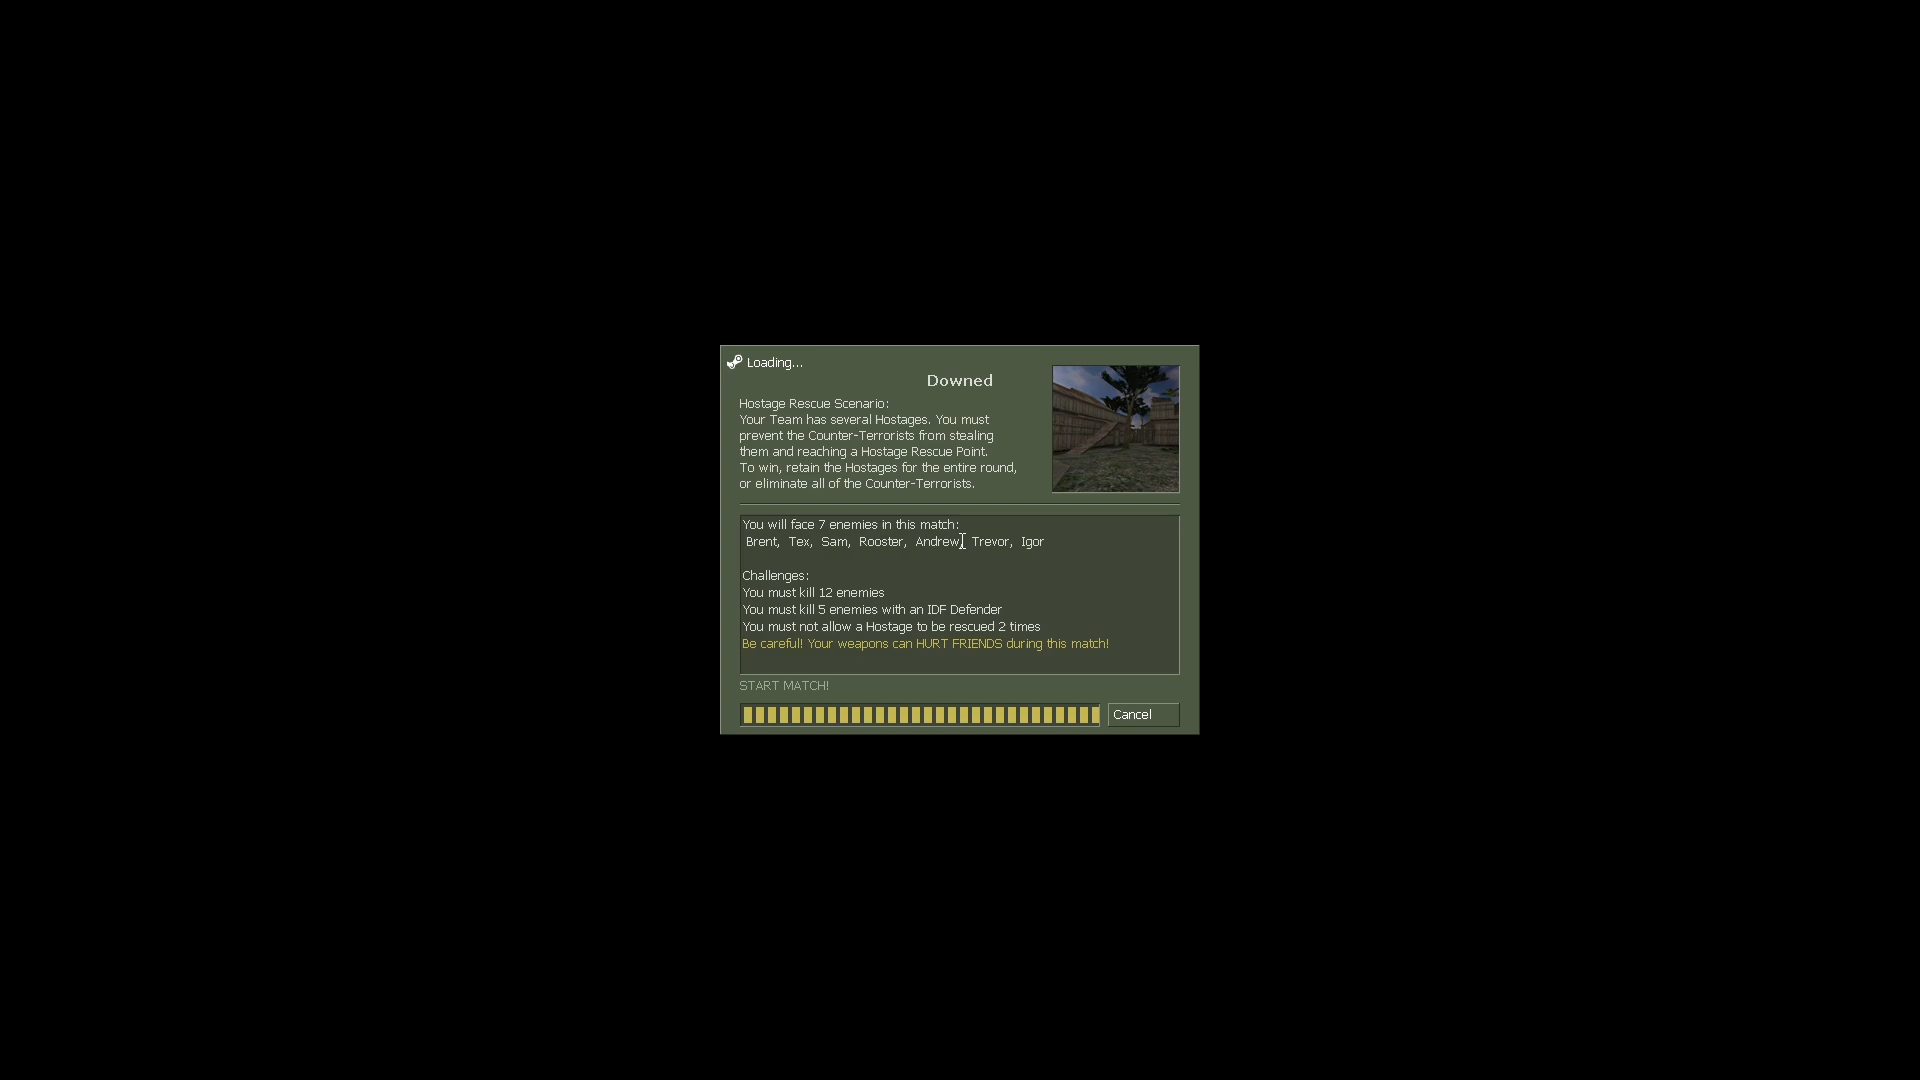 Loading...
Downed
Hostage Rescue Scenario:
Your Team has several Hostages. You must
prevent the Counter-Terrorists from stealing
them and reaching a Hostage Rescue Point.
To win, retain the Hostages for the entire round,
or eliminate all of the Counter-Terrorists.
You will face 7 enemies in this match:
Brent, Tex, Sam, Rooster, Andrew, Trevor, Igor
Challenges:
You must kill 12 enemies
You must kill 5 enemies with an IDF Defender
You must not allow a Hostage to be rescued 2 times
Be careful! Your weapons can HURT FRIENDS during this match!
START MATCH!
Cancel